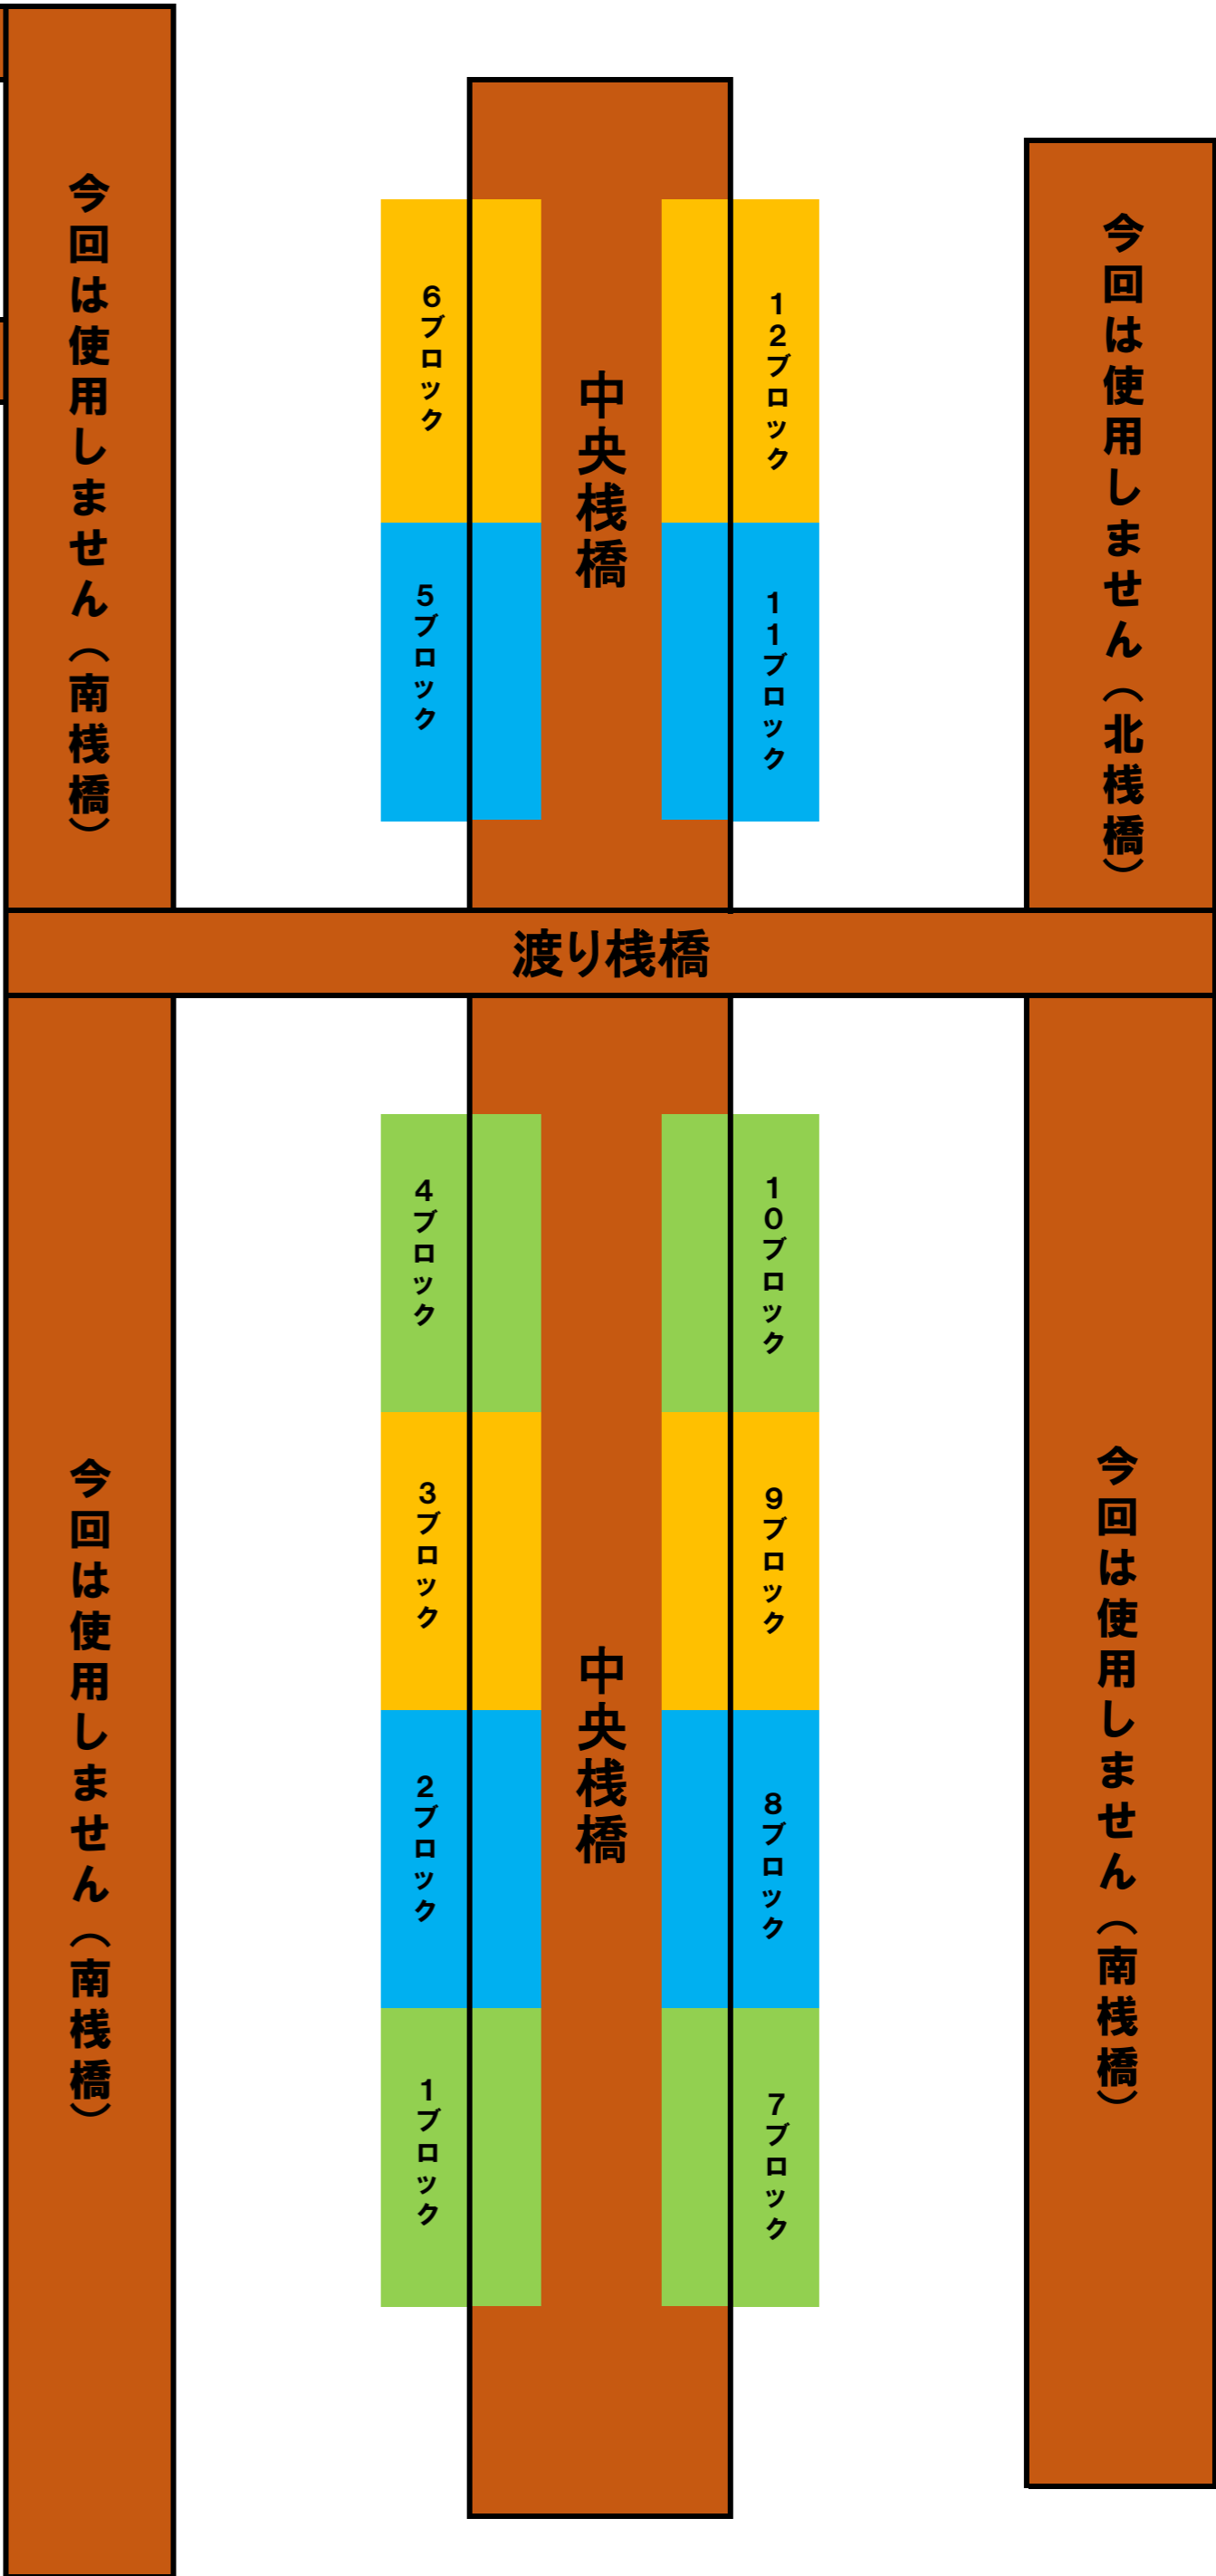 今回は使用しません（南桟橋）
6ブロック
12ブロック
中央桟橋
今回は使用しません（北桟橋）
5ブロック
11ブロック
渡り桟橋
4ブロック
10ブロック
今回は使用しません（南桟橋）
3ブロック
9ブロック
中央桟橋
今回は使用しません（南桟橋）
2ブロック
8ブロック
1ブロック
7ブロック